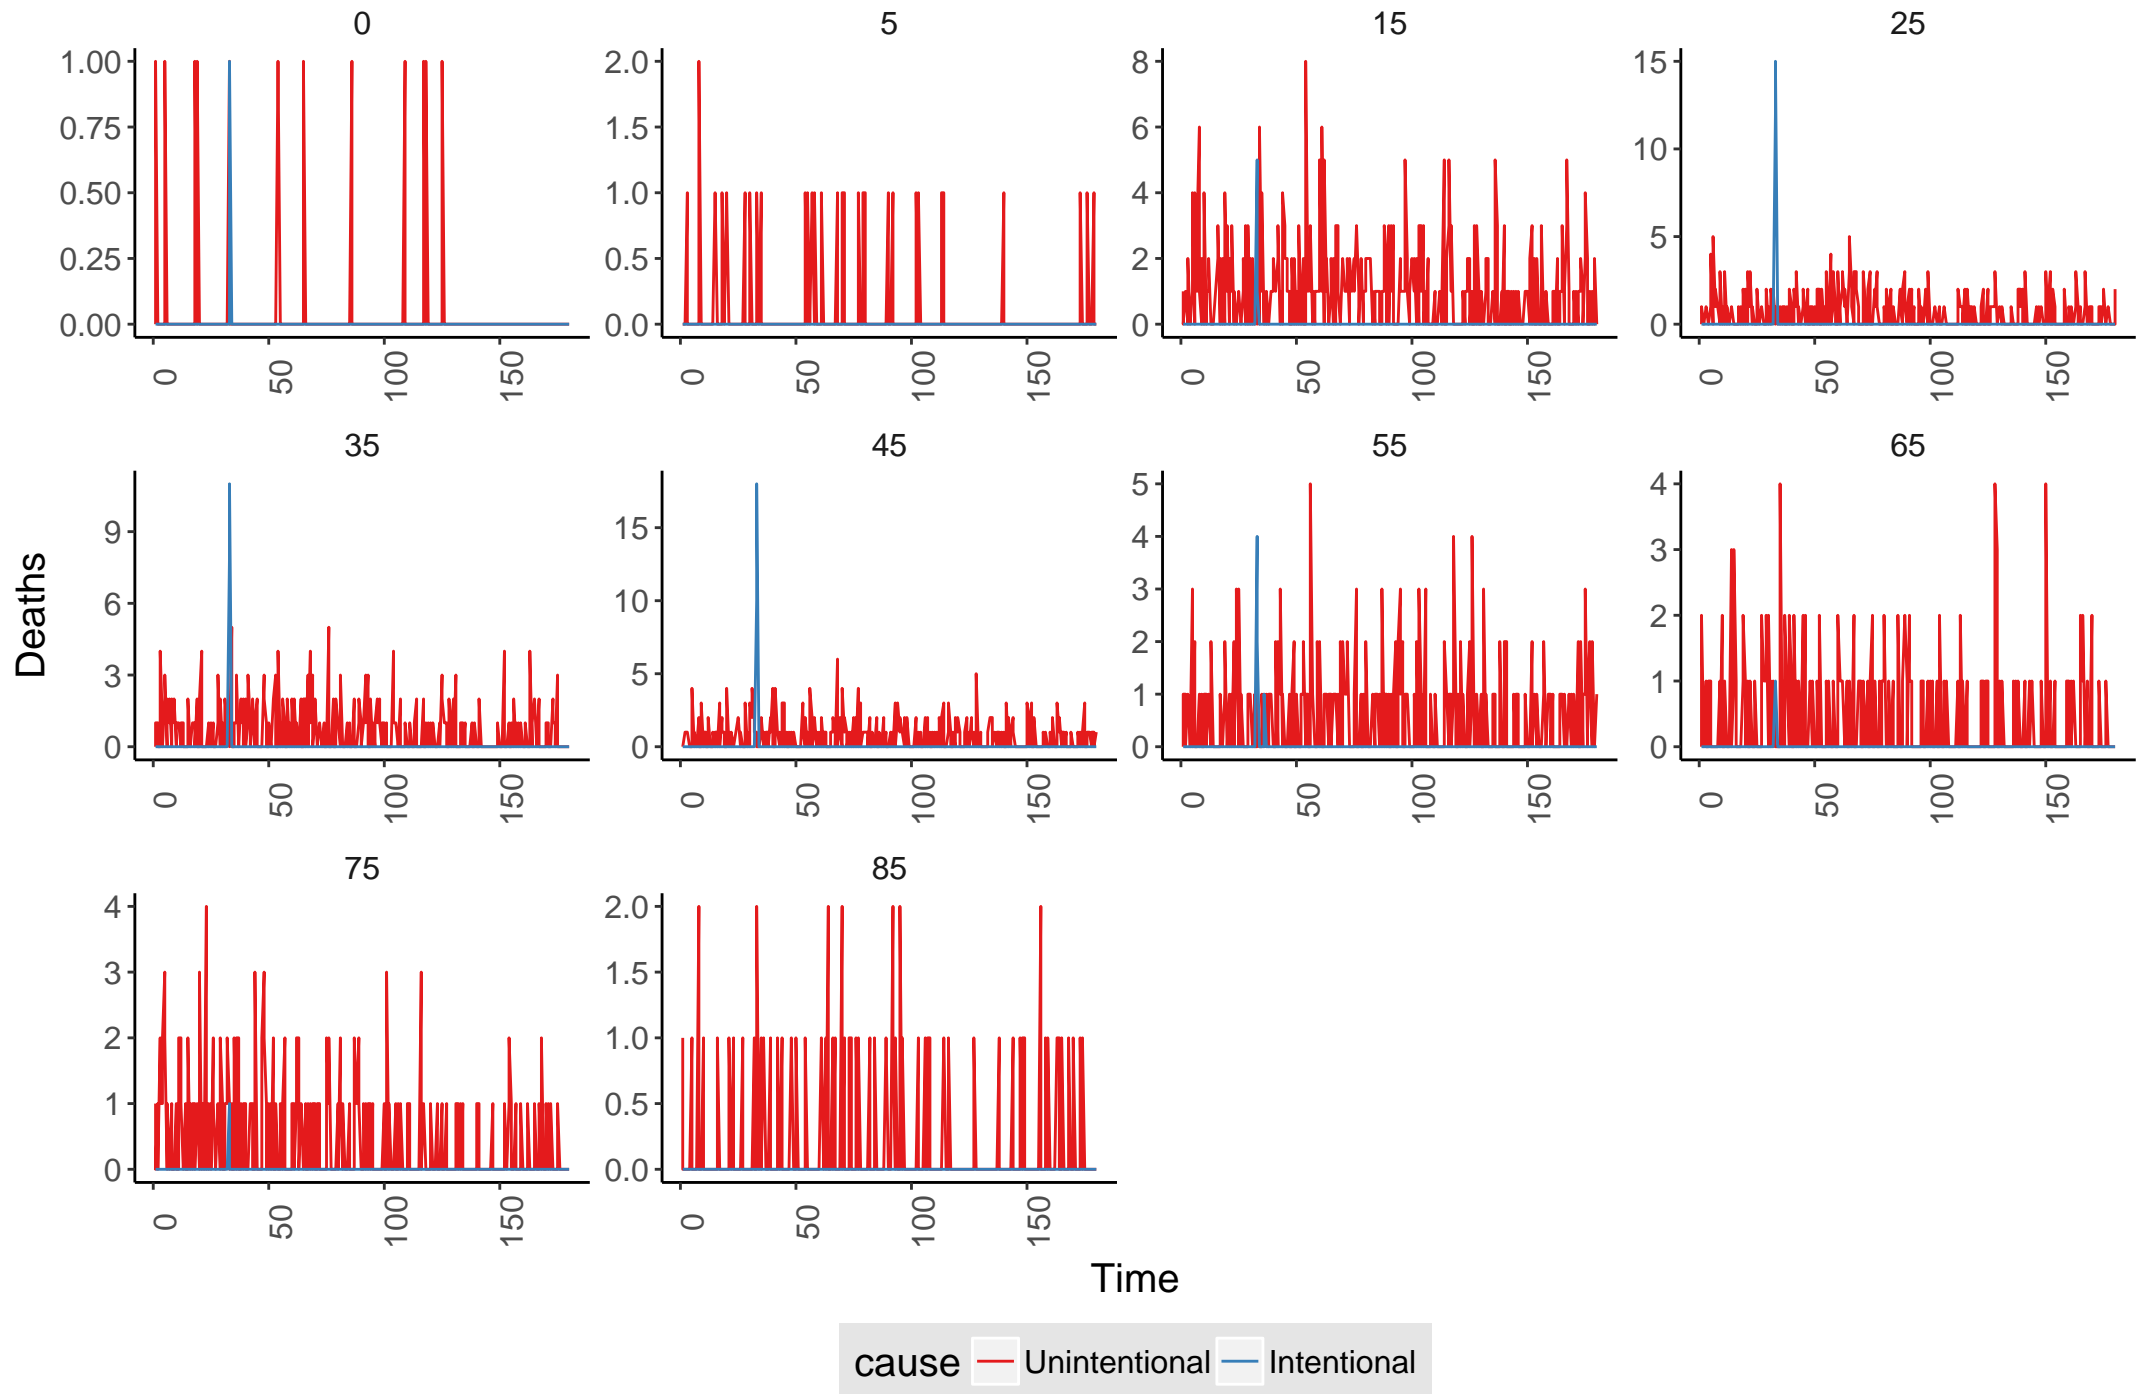 0 5 15 25
1.00 2.0 8 15
0.75 1.5 6 10
0.50 1.0 4 5
0.25 0.5 2 0
0.00 0.0 0
0 50 100 150 0 50 100 150 0 50 100 150 0 50 100 150
35 45 55 65
9 15 5 4
6 10 4 3
3 5 3 2
0 0 2 1
1 0
0
0 50 100 150 0 50 100 150 0 50 100 150 0 50 100 150
Deaths
75 85
4 2.0
3 1.5
2 1.0
1 0.5
0 0.0
0 50 100 150 0 50 100 150
Time
cause Unintentional Intentional